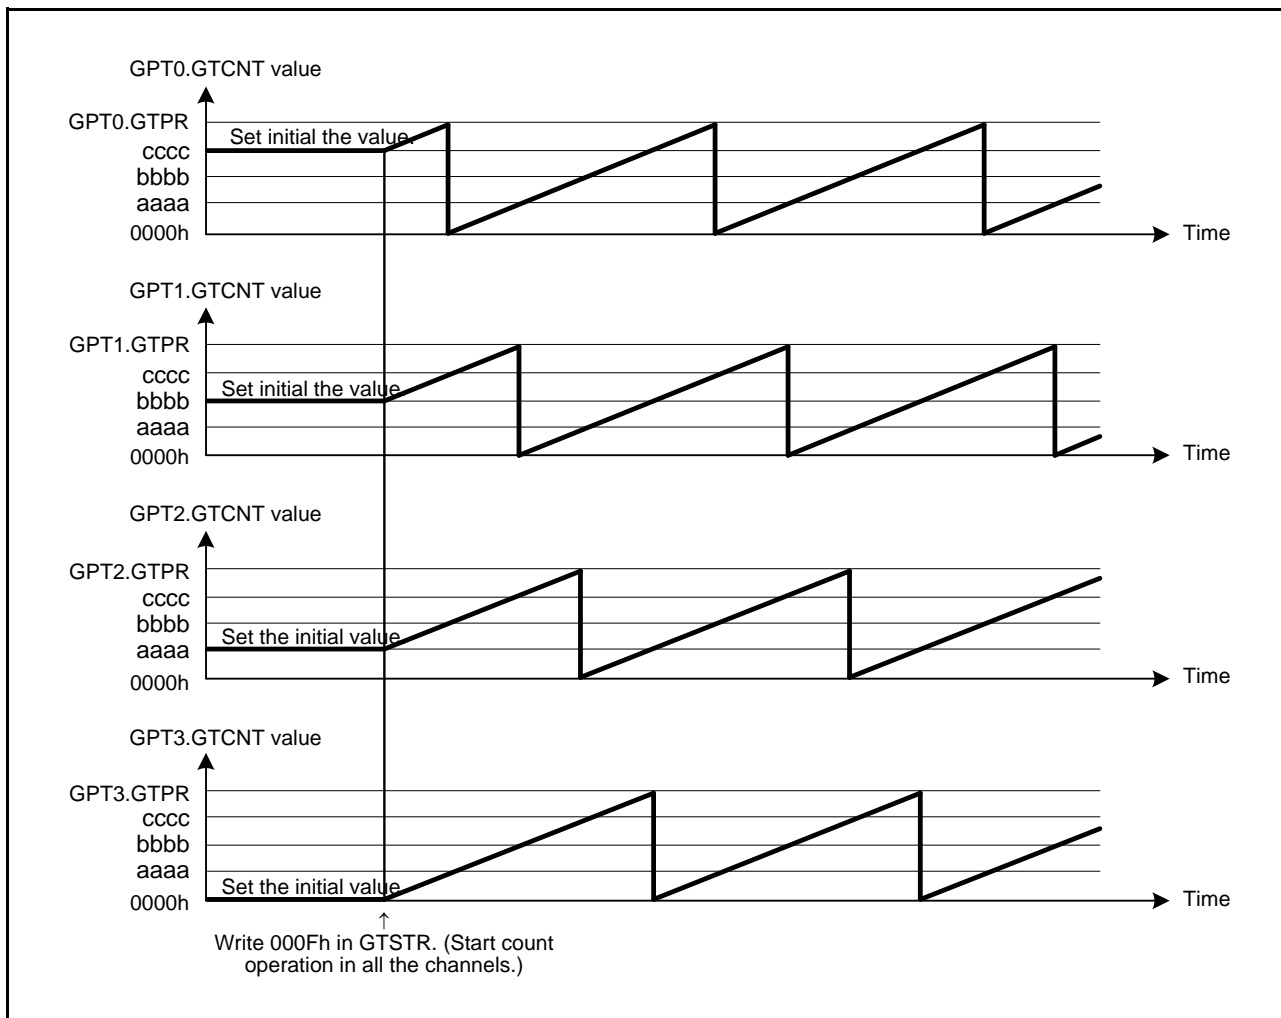 GPT0.GTCNT value
GPT0.GTPR
Set initial the value.
cccc
bbbb
aaaa
0000h
Time
GPT1.GTCNT value
GPT1.GTPR
cccc
Set initial the value.
bbbb
aaaa
0000h
Time
GPT2.GTCNT value
GPT2.GTPR
cccc
bbbb
Set the initial value.
aaaa
0000h
Time
GPT3.GTCNT value
GPT3.GTPR
cccc
bbbb
aaaa
Set the initial value.
0000h
Time
↑
Write 000Fh in GTSTR. (Start count
operation in all the channels.)